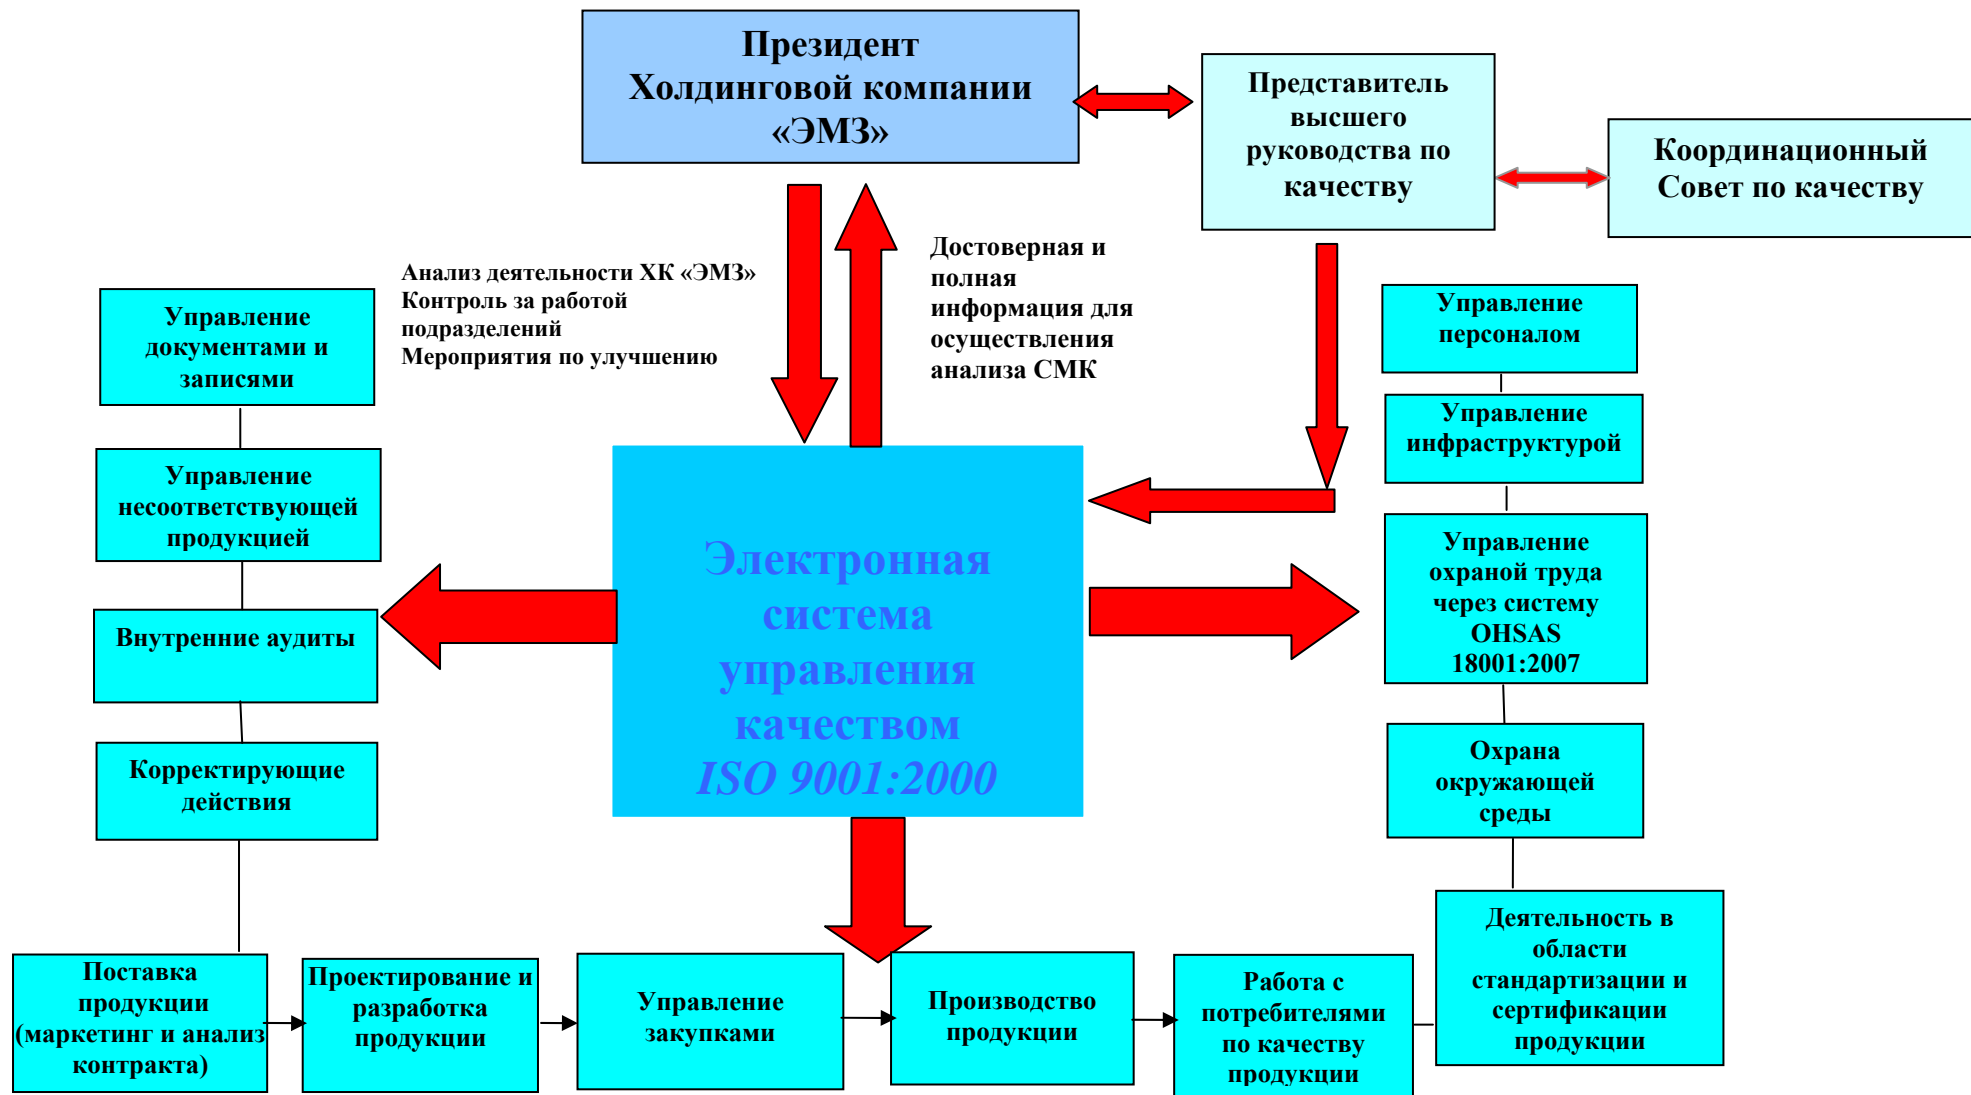 Президент
Холдинговой компании
«ЭМЗ»
Представитель
высшего
руководства по
качеству
Координационный
Совет по качеству
Анализ деятельности ХК «ЭМЗ»
Контроль за работой
подразделений
Мероприятия по улучшению
Достоверная и
полная
информация для
осуществления
анализа СМК
Управление
документами и
записями
Управление
несоответствующей
продукцией
Внутренние аудиты
Корректирующие
действия
Электронная
система
управления
качеством
ISO 9001:2000
Управление
персоналом
Управление
инфраструктурой
Управление
охраной труда
через систему
OHSAS
18001:2007
Охрана
окружающей
среды
Деятельность в
области
стандартизации и
сертификации
продукции
Поставка
продукции
(маркетинг и анализ
контракта)
Проектирование и
разработка
продукции
Управление
закупками
Производство
продукции
Работа с
потребителями
по качеству
продукции